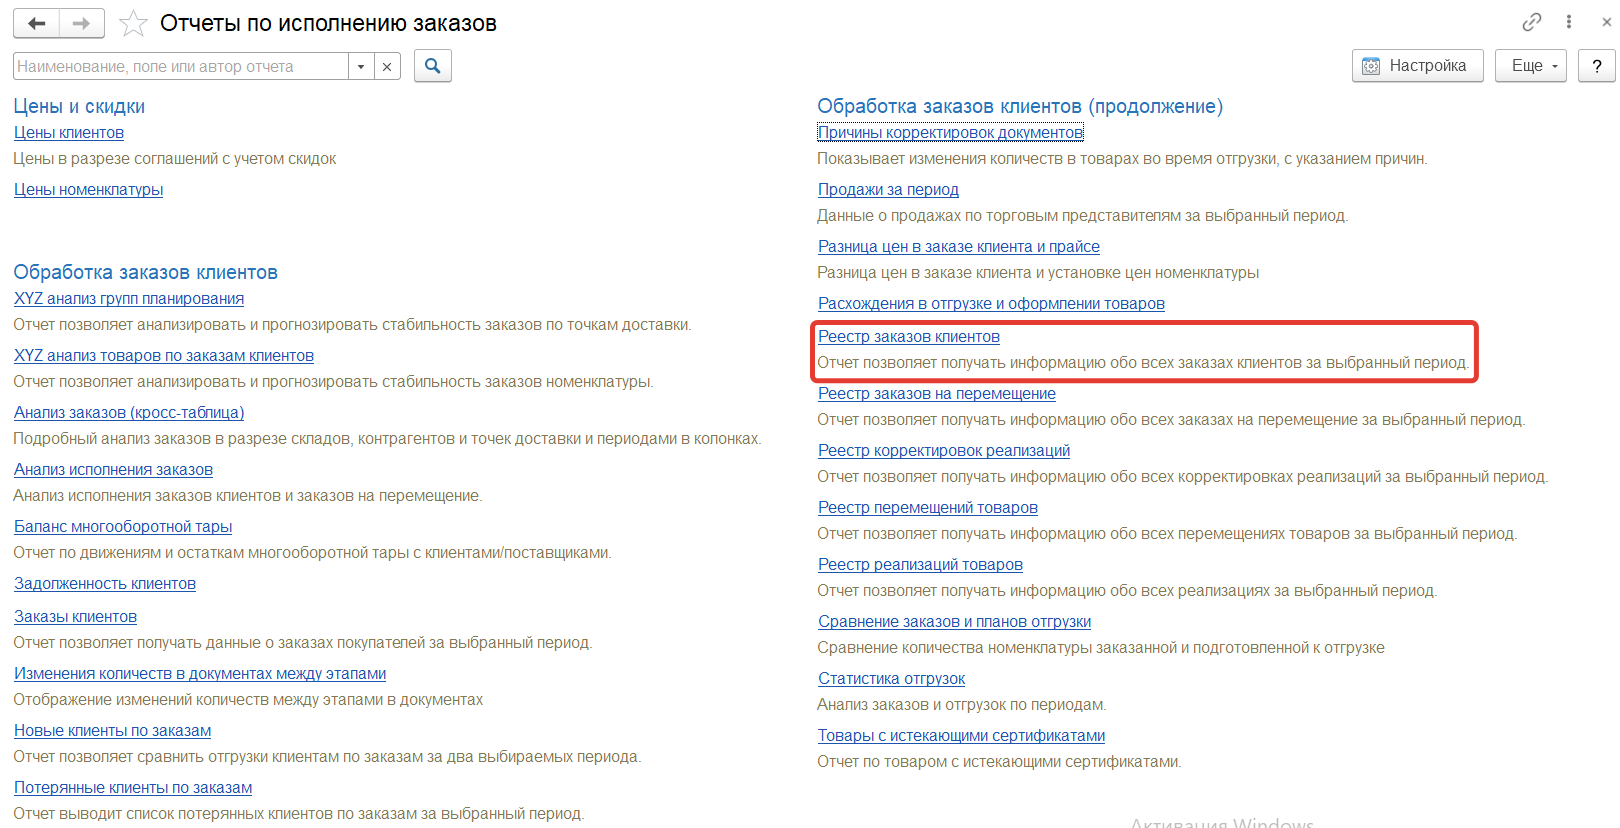 Отчеты по исполнению заказов
Наименование, поле или автор отчета
Настройка
Еще
?
Цены и скидки
Цены клиентов
Цены в разрезе соглашений с учетом скидок
Цены номенклатуры
Обработка заказов клиентов
XYZ анализ групп планирования
Отчет позволяет анализировать и прогнозировать стабильность заказов по точкам доставки.
XYZ анализ товаров по заказам клиентов
Отчет позволяет анализировать и прогнозировать стабильность заказов номенклатуры.
Анализ заказов (кросс-таблица)
Подробный анализ заказов в разрезе складов, контрагентов и точек доставки и периодами в колонках.
Анализ исполнения заказов
Анализ исполнения заказов клиентов и заказов на перемещение.
Баланс многооборотной тары
Отчет по движениям и остаткам многооборотной тары с клиентами/поставщиками.
Задолженность клиентов
Заказы клиентов
Отчет позволяет получать данные о заказах покупателей за выбранный период.
Изменения количеств в документах между этапами
Отображение изменений количеств между этапами в документах
Новые клиенты по заказам
Отчет позволяет сравнить отгрузки клиентам по заказам за два выбираемых периода.
Потерянные клиенты по заказам
Отчет выводит список потерянных клиентов по заказам за выбранный период.
Обработка заказов клиентов (продолжение)
Причины корректировок документов
Показывает изменения количеств в товарах во время отгрузки, с указанием причин.
Продажи за период
Данные о продажах по торговым представителям за выбранный период.
Разница цен в заказе клиента и прайсе
Разница цен в заказе клиента и установке цен номенклатуры
Расхождения в отгрузке и оформлении товаров
Реестр заказов клиентов
Отчет позволяет получать информацию обо всех заказах клиентов за выбранный период.
Реестр заказов на перемещение
Отчет позволяет получать информацию обо всех заказах на перемещение за выбранный период.
Реестр корректировок реализаций
Отчет позволяет получать информацию обо всех корректировках реализаций за выбранный период.
Реестр перемещений товаров
Отчет позволяет получать информацию обо всех перемещениях товаров за выбранный период.
Реестр реализаций товаров
Отчет позволяет получать информацию обо всех реализациях за выбранный период.
Сравнение заказов и планов отгрузки
Сравнение количества номенклатуры заказанной и подготовленной к отгрузке
Статистика отгрузок
Анализ заказов и отгрузок по периодам.
Товары с истекающими сертификатами
Отчет по товаром с истекающими сертификатами.
Активация Windows